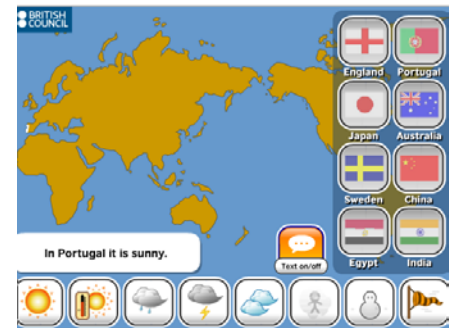 BRITISH
COUNCIL
England Portugal
Japan Australia
Sweden China
Egypt India
In Portugal it is sunny.
Text on/off